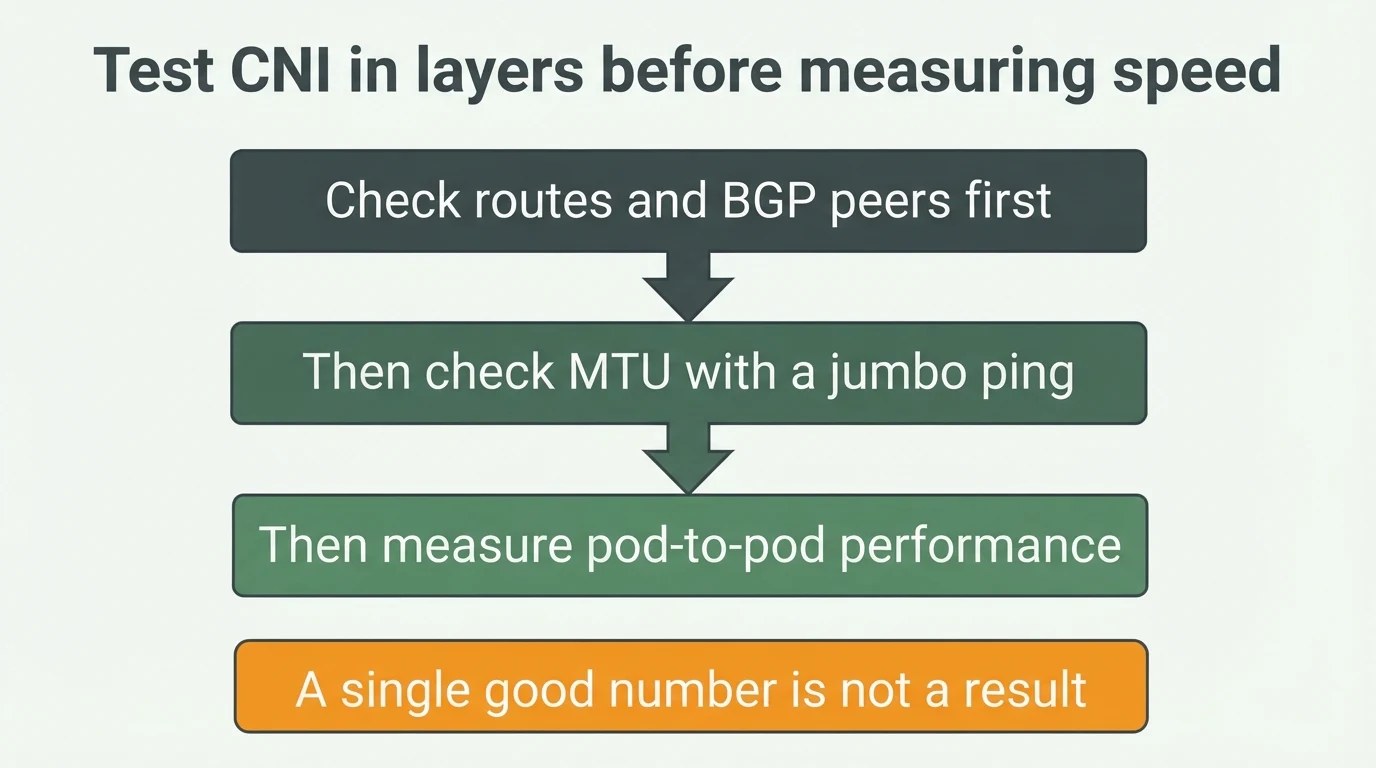 Test CNI in layers before measuring speed
Check routes and BGP peers first
Then check MTU with a jumbo ping
Then measure pod-to-pod performance
A single good number is not a result